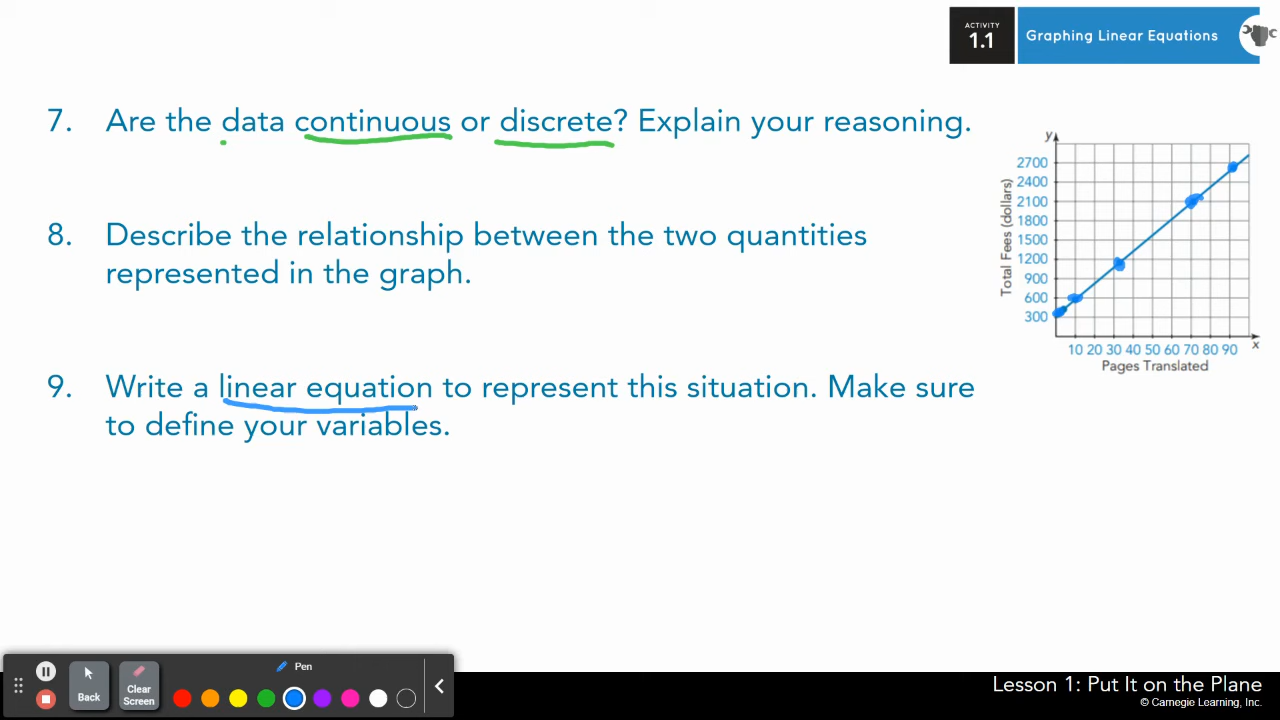 ACTIVITY
1.1
Graphing Linear Equations
7. Are the data continuous or discrete? Explain your reasoning.
8. Describe the relationship between the two quantities
represented in the graph.
9. Write a linear equation to represent this situation. Make sure
to define your variables.
y
2700
2400
2100
1800
1500
1200
900
600
300
Total Fees (dollars)
10 20 30 40 50 60 70 80 90
x
Pages Translated
Pen
Back
Clear
Screen
Lesson 1: Put It on the Plane
© Carnegie Learning, Inc.